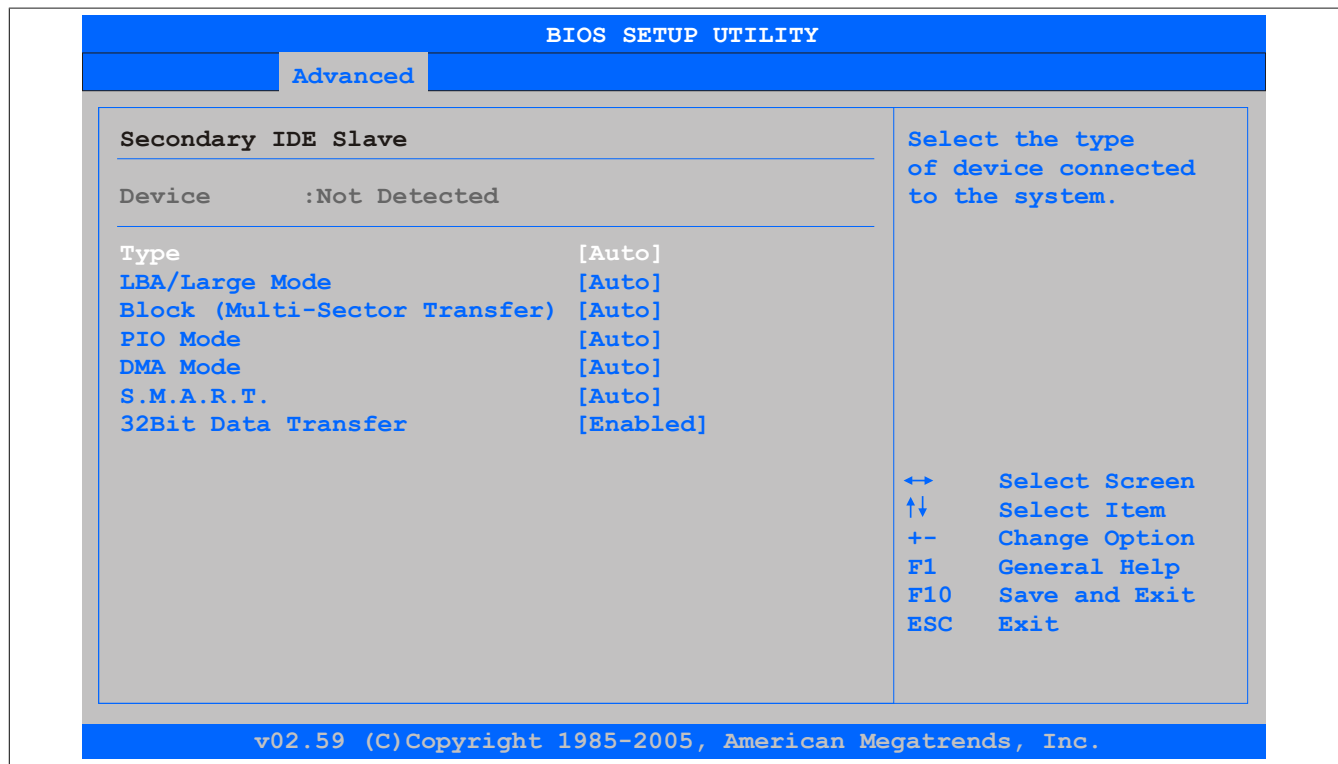 BIOS SETUP UTILITY
Advanced
Secondary IDE Slave
Device :Not Detected
Type [Auto]
LBA/Large Mode [Auto]
Block (Multi-Sector Transfer) [Auto]
PIO Mode [Auto]
DMA Mode [Auto]
S.M.A.R.T. [Auto]
32Bit Data Transfer [Enabled]
Select the type
of device connected
to the system.
↔ Select Screen
↑↓ Select Item
+- Change Option
F1 General Help
F10 Save and Exit
ESC Exit
v02.59 (C)Copyright 1985-2005, American Megatrends, Inc.